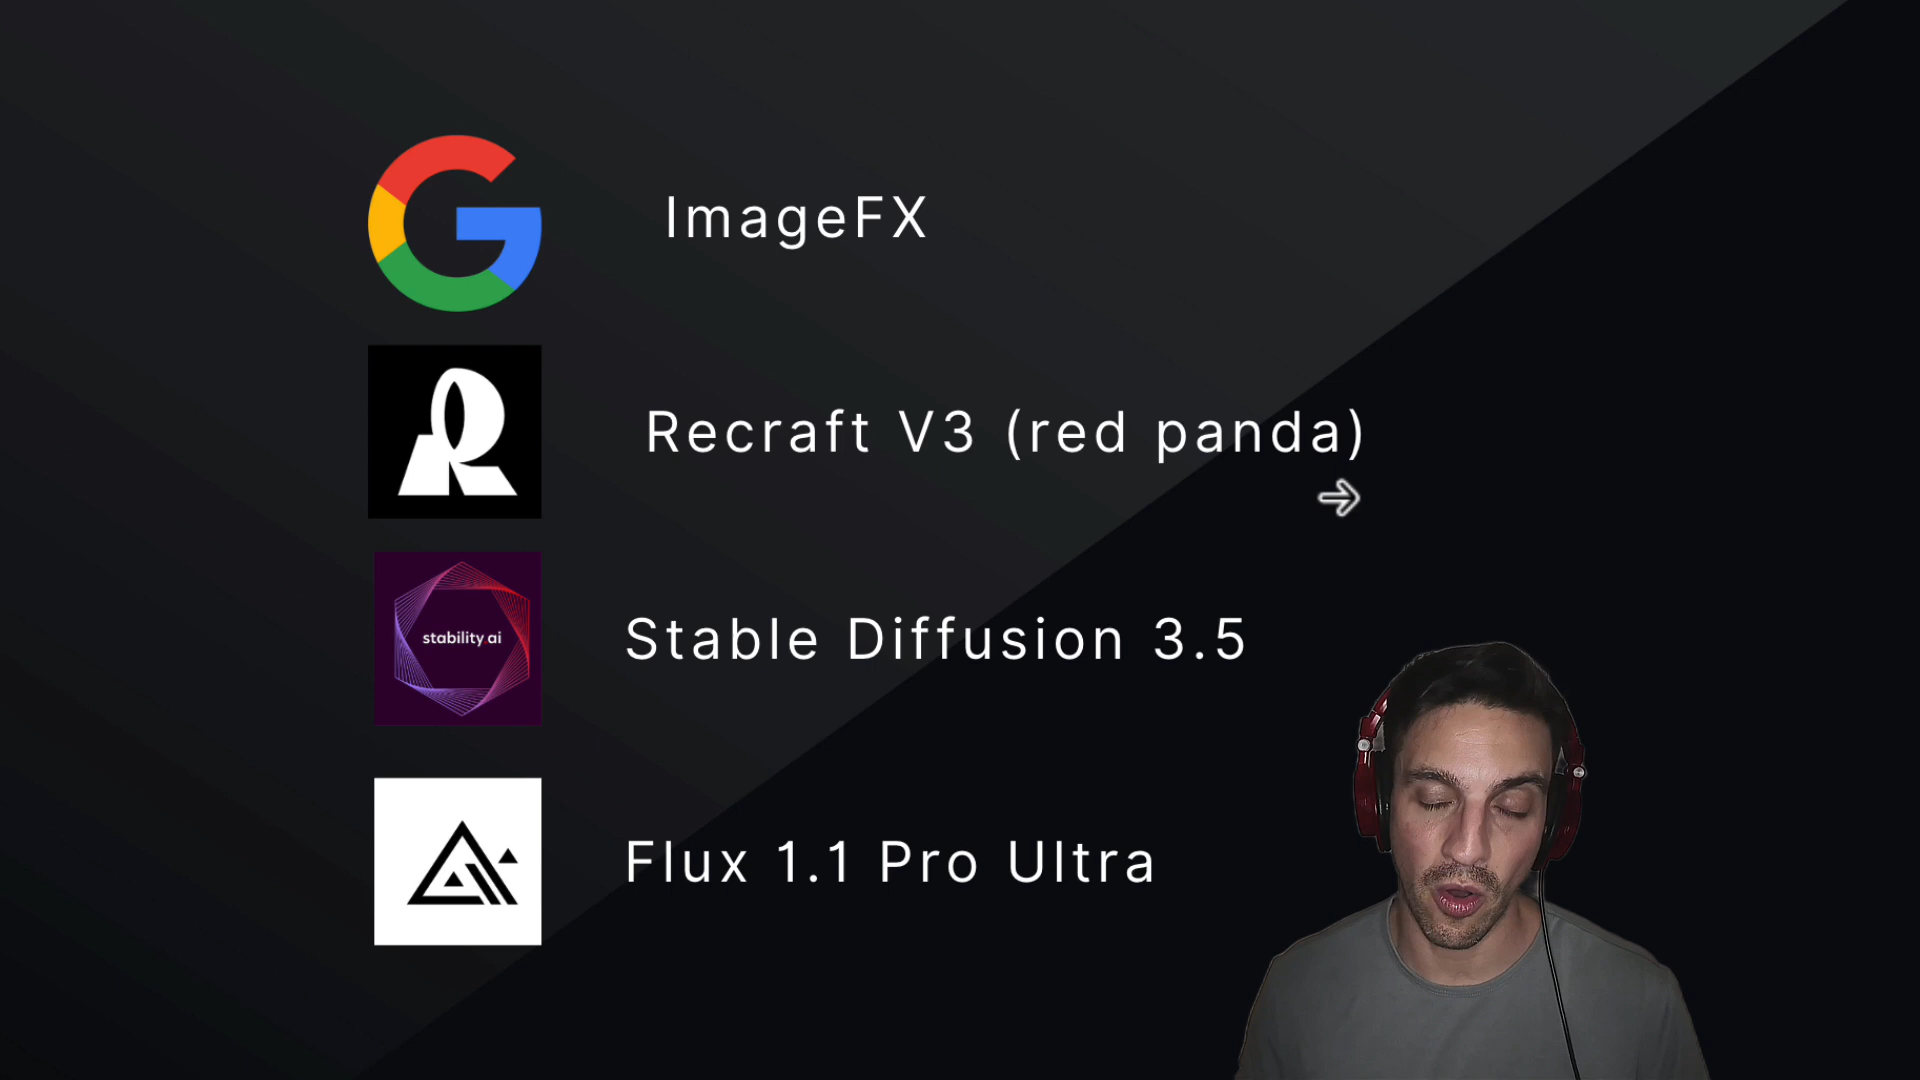 ImageFX
Recraft V3 (red panda)
stability ai
Stable Diffusion 3.5
Flux 1.1 Pro Ultra